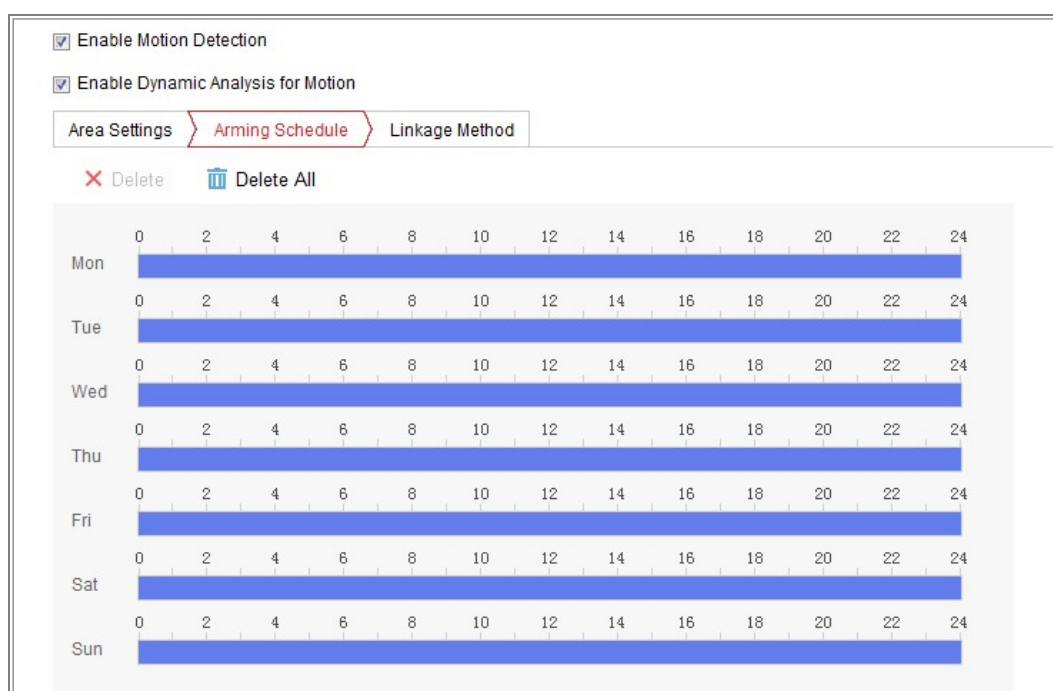 Enable Motion Detection
Enable Dynamic Analysis for Motion
Area Settings Arming Schedule Linkage Method
Delete Delete All
0 2 4 6 8 10 12 14 16 18 20 22 24
Mon
0 2 4 6 8 10 12 14 16 18 20 22 24
Tue
0 2 4 6 8 10 12 14 16 18 20 22 24
Wed
0 2 4 6 8 10 12 14 16 18 20 22 24
Thu
0 2 4 6 8 10 12 14 16 18 20 22 24
Fri
0 2 4 6 8 10 12 14 16 18 20 22 24
Sat
0 2 4 6 8 10 12 14 16 18 20 22 24
Sun